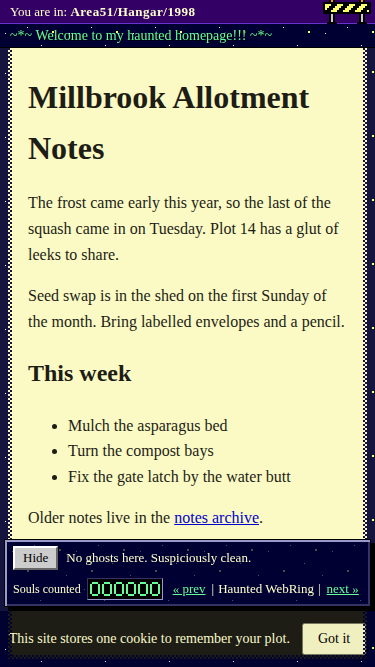 You are in: Area51/Hangar/1998
~*~ Welcome to my haunted homepage!!! ~*~
Millbrook Allotment
Notes
The frost came early this year, so the last of the
squash came in on Tuesday. Plot 14 has a glut of
leeks to share.
Seed swap is in the shed on the first Sunday of
the month. Bring labelled envelopes and a pencil.
This week
• Mulch the asparagus bed
• Turn the compost bays
• Fix the gate latch by the water butt
Older notes live in the notes archive.
Hide No ghosts here. Suspiciously clean.
Souls counted 000000 « prev | Haunted WebRing | next »
This site stores one cookie to remember your plot. Got it